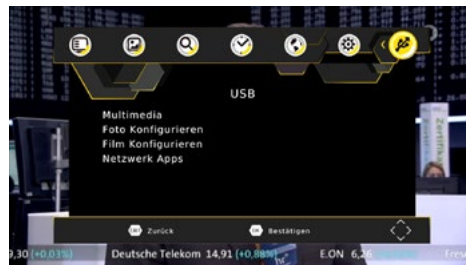 USB
Multimedia
Foto Konfigurieren
Film Konfigurieren
Netzwerk Apps
Zurück
Bestätigen
9,30 (+0.03%) Deutsche Telekom 14,91 (+0,88%) E.ON 6,26
Zertifika